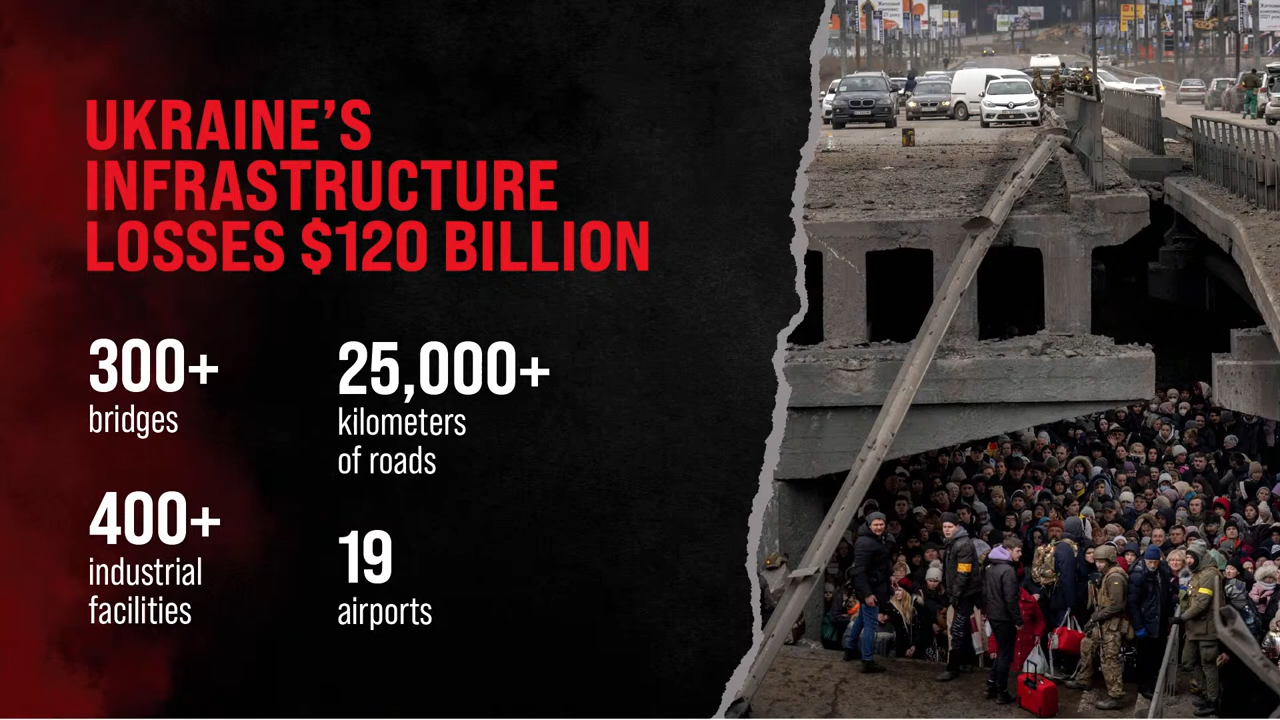 UKRAINE’S
INFRASTRUCTURE
LOSSES $120 BILLION
300+
bridges
25,000+
kilometers
of roads
400+
industrial
facilities
19
airports